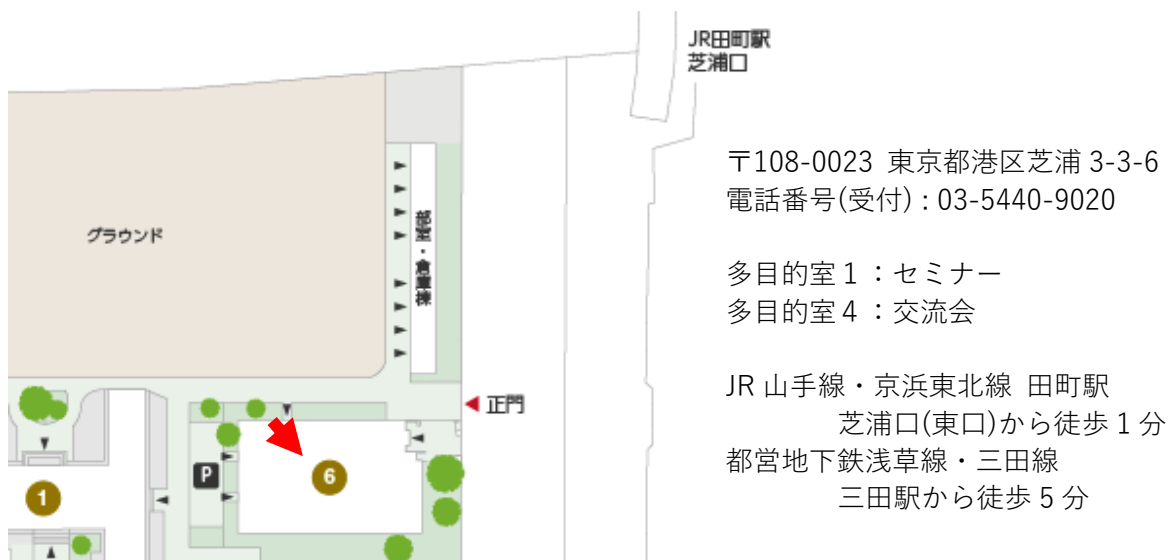 JR田町駅
芝浦口
〒108-0023 東京都港区芝浦 3-3-6
電話番号(受付) : 03-5440-9020
グラウンド
部室・倉庫棟
多目的室１：セミナー
多目的室４：交流会
JR 山手線・京浜東北線 田町駅
芝浦口(東口)から徒歩 1 分
都営地下鉄浅草線・三田線
三田駅から徒歩 5 分
正門
P
6
1